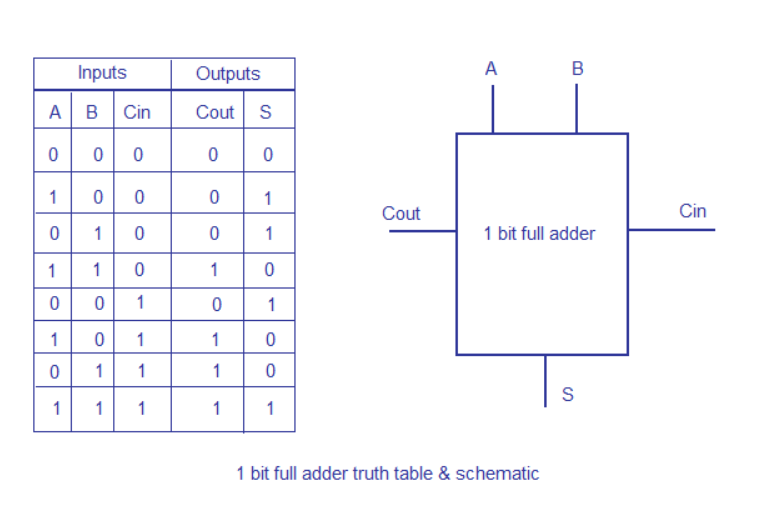 Inputs Outputs
A B Cin Cout S
0 0 0 0 0
1 0 0 0 1
0 1 0 0 1
1 1 0 1 0
0 0 1 0 1
1 0 1 1 0
0 1 1 1 0
1 1 1 1 1
A B
Cout
Cin
1 bit full adder
S
1 bit full adder truth table & schematic